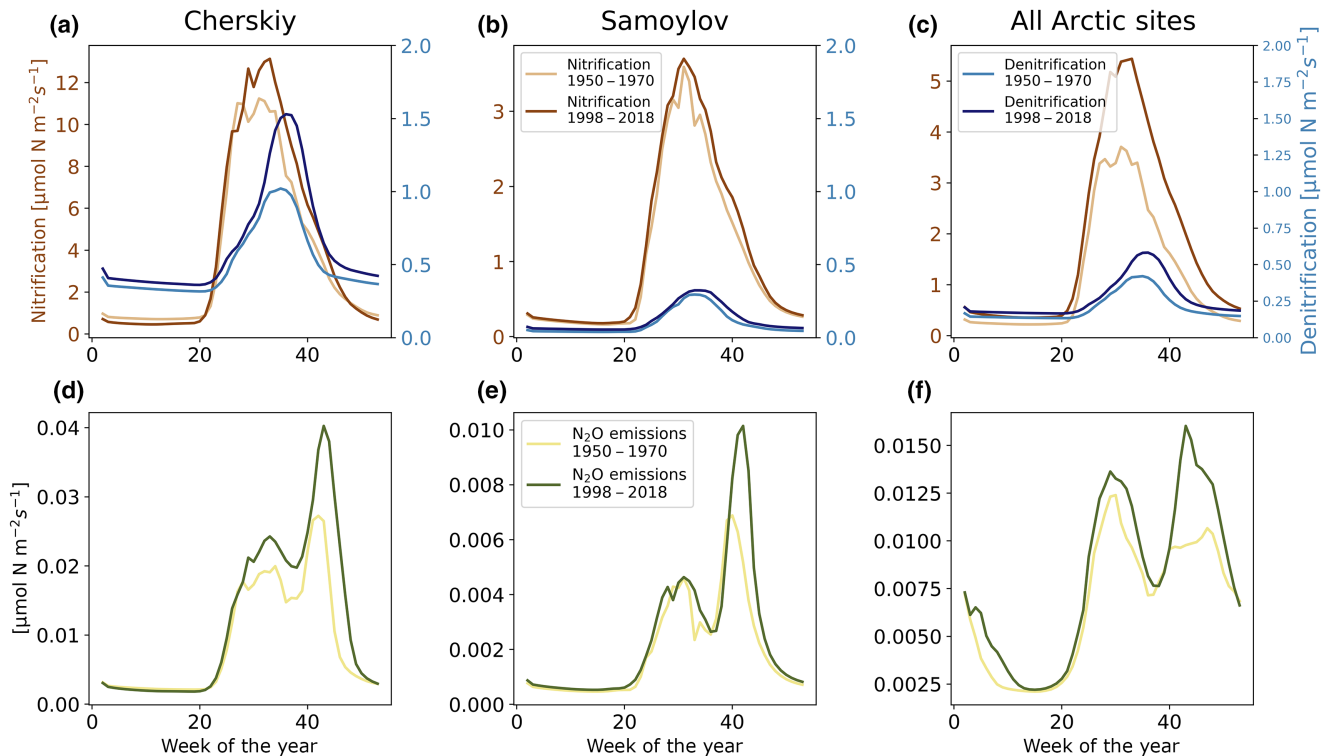 (a) Cherskiy
(b) Samoylov
(c) All Arctic sites
Nitrification [µmol N m⁻²s⁻¹]
12
10
8
6
4
2
0
0 20 40
2.0
1.5
1.0
0.5
0.0
Nitrification
1950 – 1970
Nitrification
1998 – 2018
3
2
1
0
0 20 40
2.0
1.5
1.0
0.5
0.0
Denitrification
1950 – 1970
Denitrification
1998 – 2018
5
4
3
2
1
0
0 20 40
2.00
1.75
1.50
1.25
1.00
0.75
0.50
0.25
0.00
Denitrification [µmol N m⁻²s⁻¹]
(d)
[µmol N m⁻²s⁻¹]
0.04
0.03
0.02
0.01
0.00
0 20 40
Week of the year
(e)
N₂O emissions
1950 – 1970
N₂O emissions
1998 – 2018
0.010
0.008
0.006
0.004
0.002
0.000
0 20 40
Week of the year
(f)
0.0150
0.0125
0.0100
0.0075
0.0050
0.0025
0 20 40
Week of the year